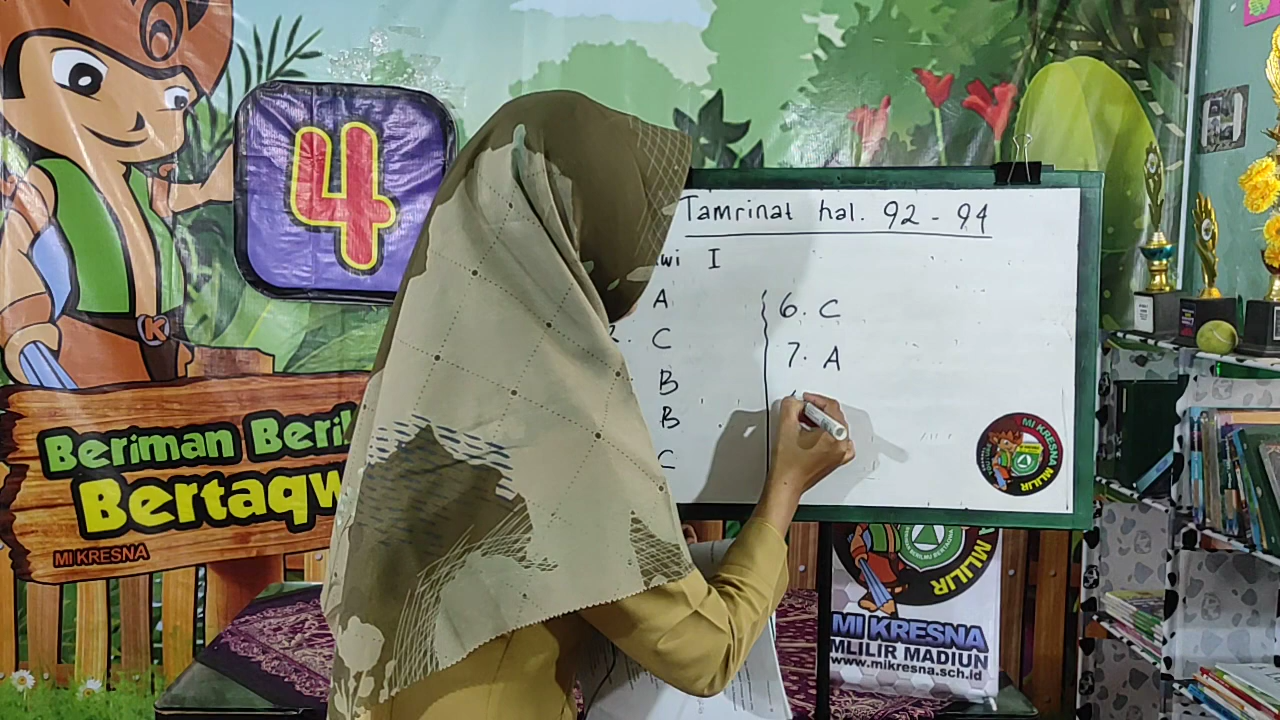 4
Tamrinat hal. 92 - 94
I
A
C
B
B
C
6. C
7. A
Beriman
Bertaqw
MI KRESNA
K
MI KRESNA MLILIR
MLILIR
MI KRESNA
MLILIR MADIUN
www.mikresna.sch.id